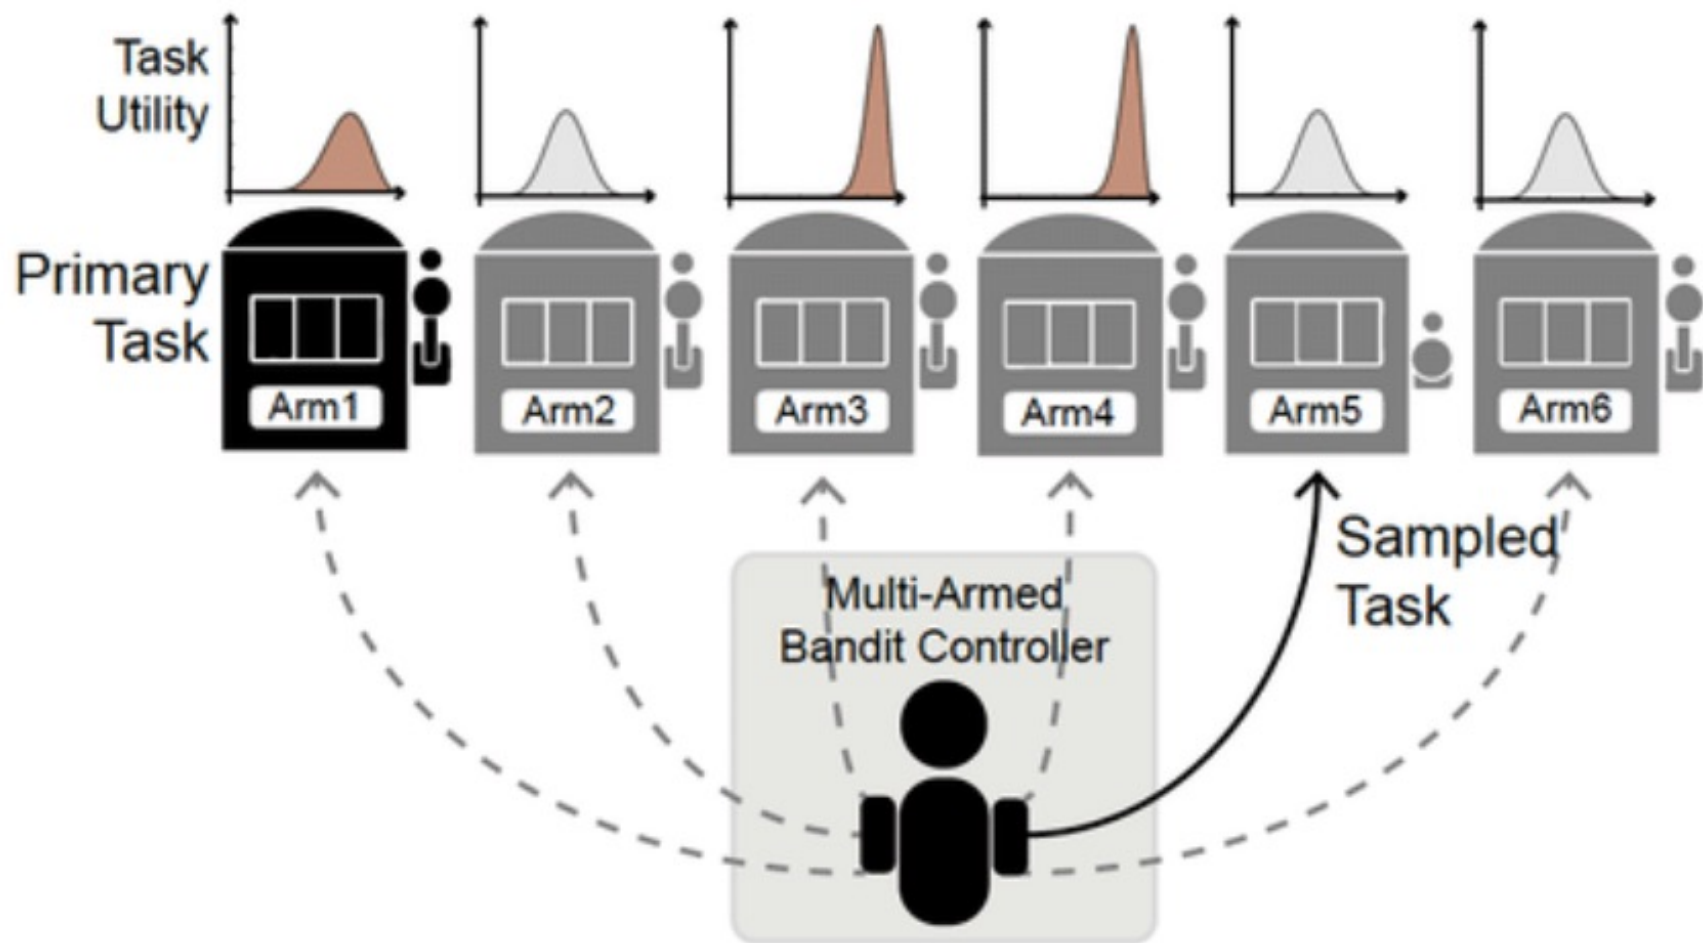 Task
Utility
Primary
Task
Arm1
Arm2
Arm3
Arm4
Arm5
Arm6
Sampled
Task
Multi-Armed
Bandit Controller